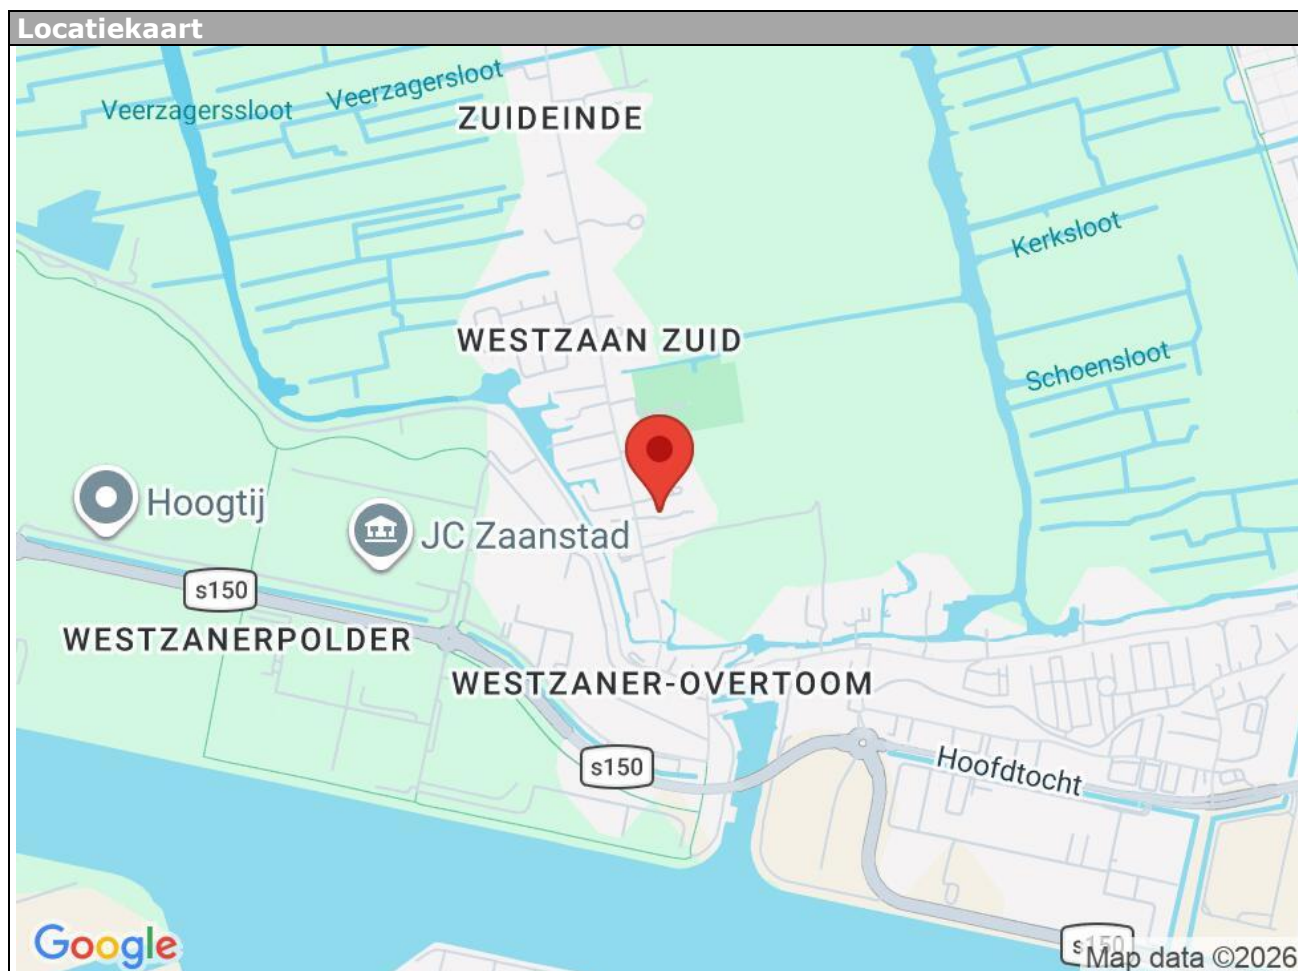 Locatiekaart
Veerzagerssloot
Veerzagersloot
ZUIDEINDE
Kerksloot
WESTZAAN ZUID
Schoensloot
Hoogtij
JC Zaanstad
s150
WESTZANERPOLDER
WESTZANER-OVERTOOM
s150
Hoofdtocht
Google
s150
Map data ©2026